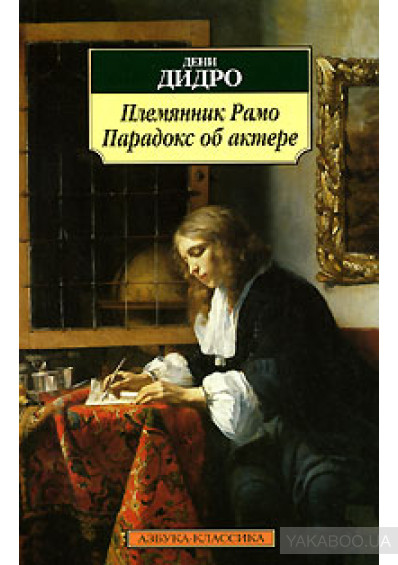 ДЕНИ
ДИДРО
Племянник Рамо
Парадокс об актере
АЗБУКА-КЛАССИКА
YAKABOO.UA